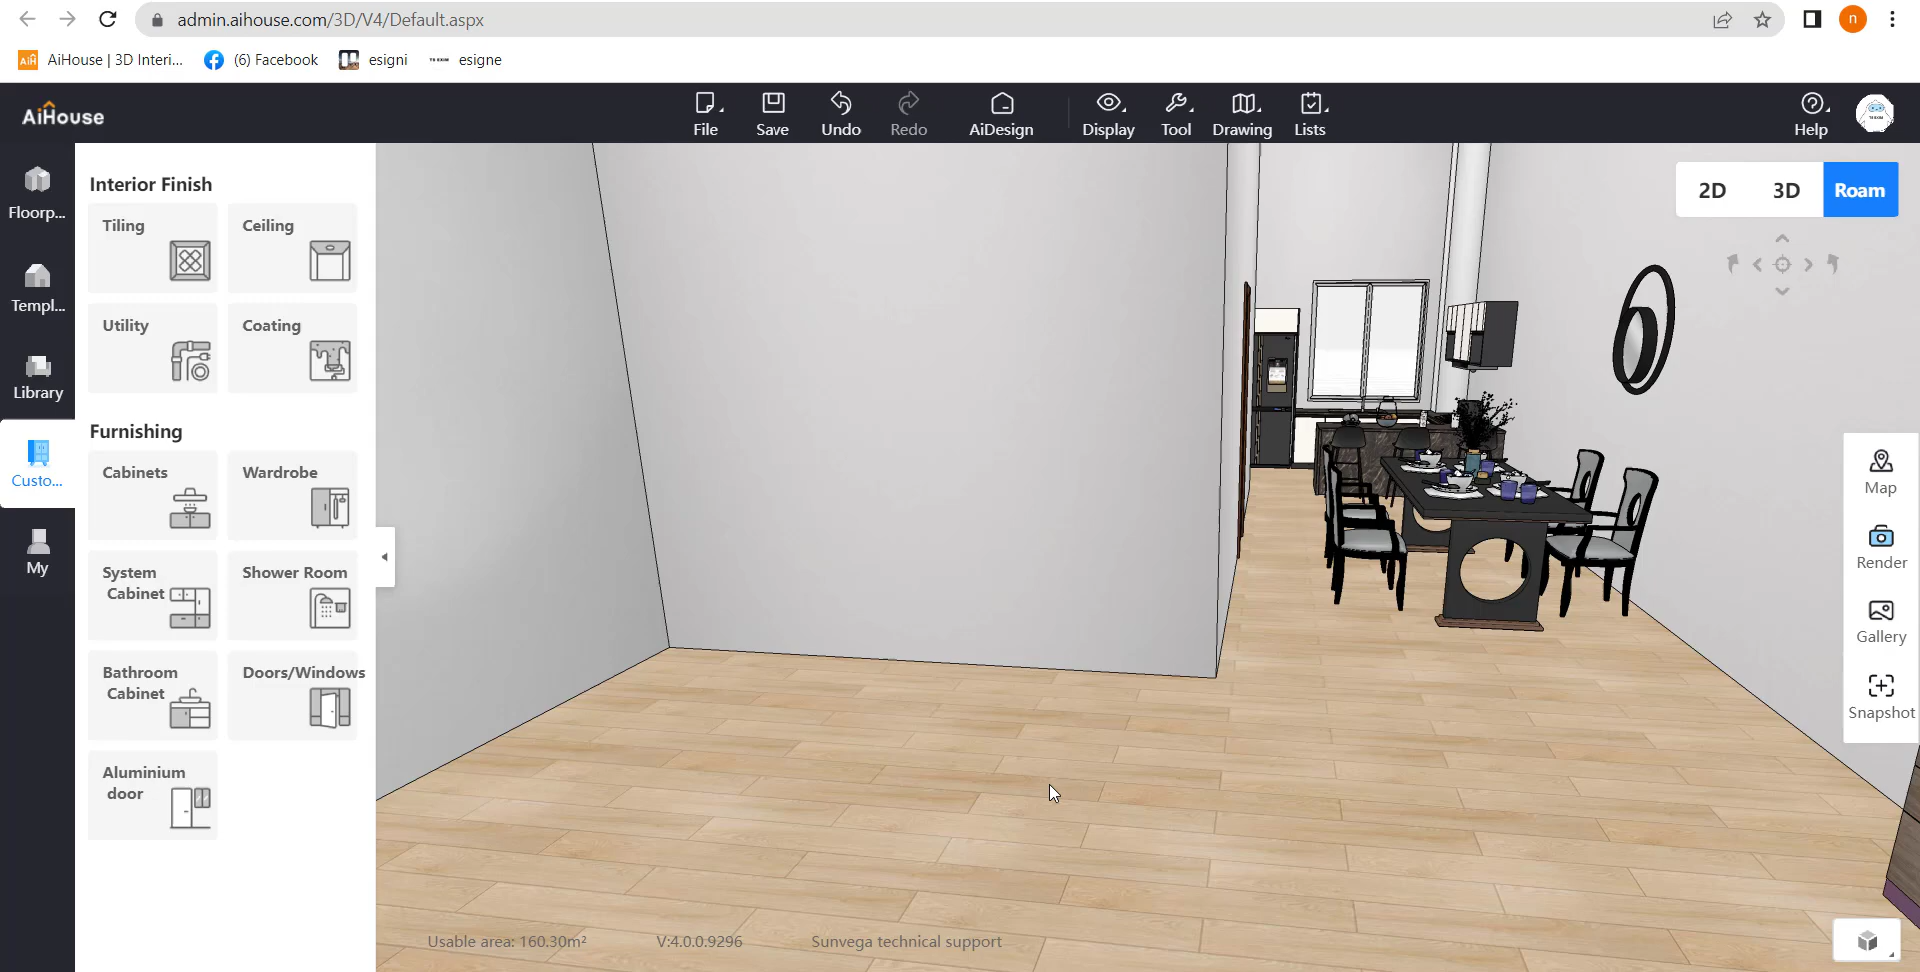 admin.aihouse.com/3D/V4/Default.aspx
n
AiHouse | 3D Interi...
(6) Facebook
esigni
esigne
AiHouse
File
Save
Undo
Redo
AiDesign
Display
Tool
Drawing
Lists
Help
Floorp...
Templ...
Library
Custo...
My
Interior Finish
Tiling
Ceiling
Utility
Coating
Furnishing
Cabinets
Wardrobe
System
Cabinet
Shower Room
Bathroom
Cabinet
Doors/Windows
Aluminium
door
2D
3D
Roam
Map
Render
Gallery
Snapshot
Usable area: 160.30m²
V:4.0.0.9296
Sunvega technical support